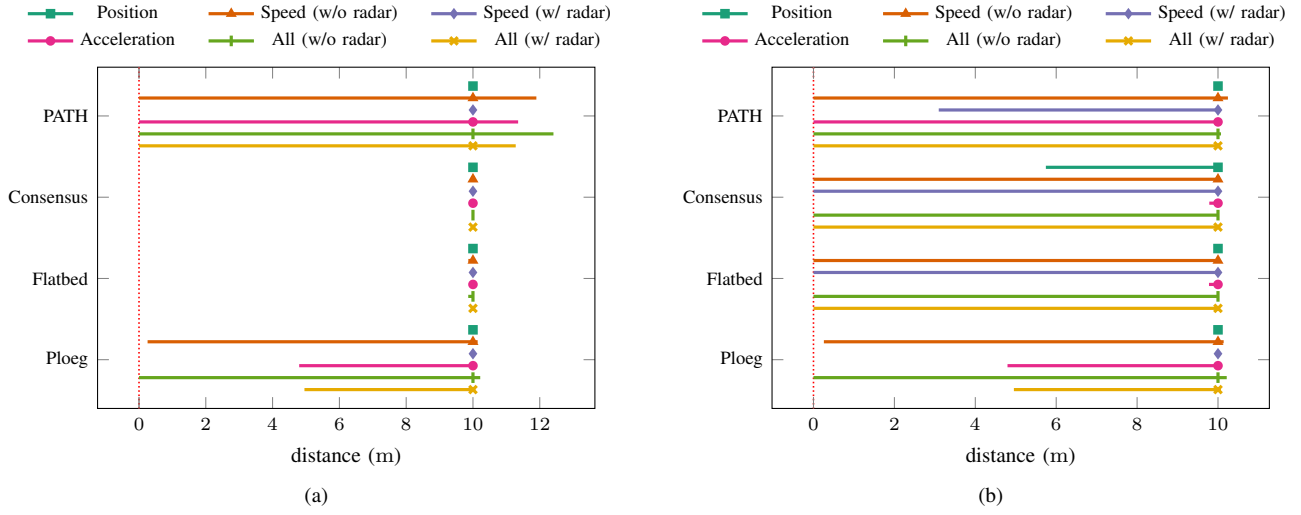 Position Speed (w/o radar) Speed (w/ radar)
Acceleration All (w/o radar) All (w/ radar)
PATH
Consensus
Flatbed
Ploeg
0 2 4 6 8 10 12
distance (m)
(a)
Position Speed (w/o radar) Speed (w/ radar)
Acceleration All (w/o radar) All (w/ radar)
PATH
Consensus
Flatbed
Ploeg
0 2 4 6 8 10
distance (m)
(b)